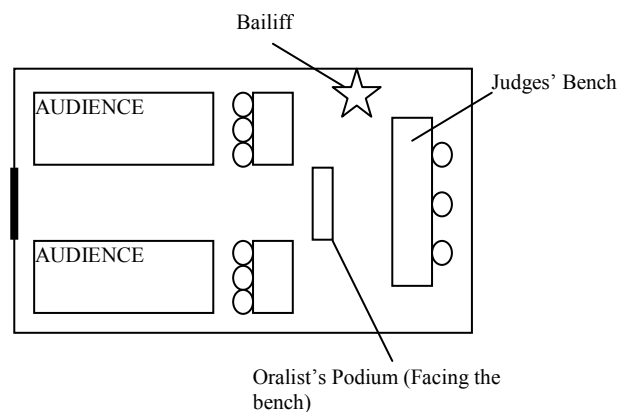 Bailiff
Judges’ Bench
AUDIENCE
AUDIENCE
Oralist’s Podium (Facing the
bench)